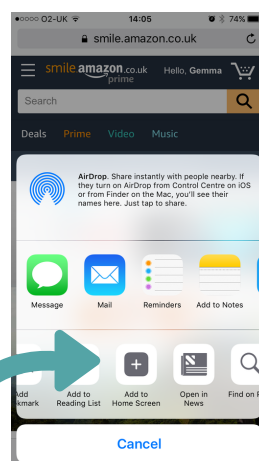 ●○○○○ O2-UK 14:05 74%
smile.amazon.co.uk
smile.amazon.co.uk Hello, Gemma
prime
Search
Deals Prime Video Music
AirDrop. Share instantly with people nearby. If
they turn on AirDrop from Control Centre on iOS
or from Finder on the Mac, you'll see their
names here. Just tap to share.
Message Mail Reminders Add to Notes
Add to Add to Open in Find on
Reading List Home Screen News
Cancel